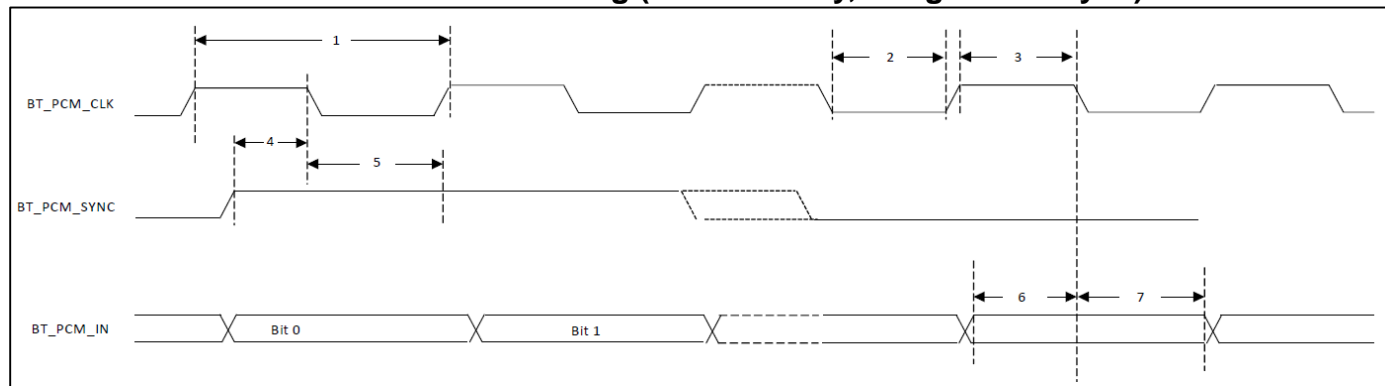 1
2
3
BT_PCM_CLK
4
5
BT_PCM_SYNC
6
7
BT_PCM_IN
Bit 0
Bit 1